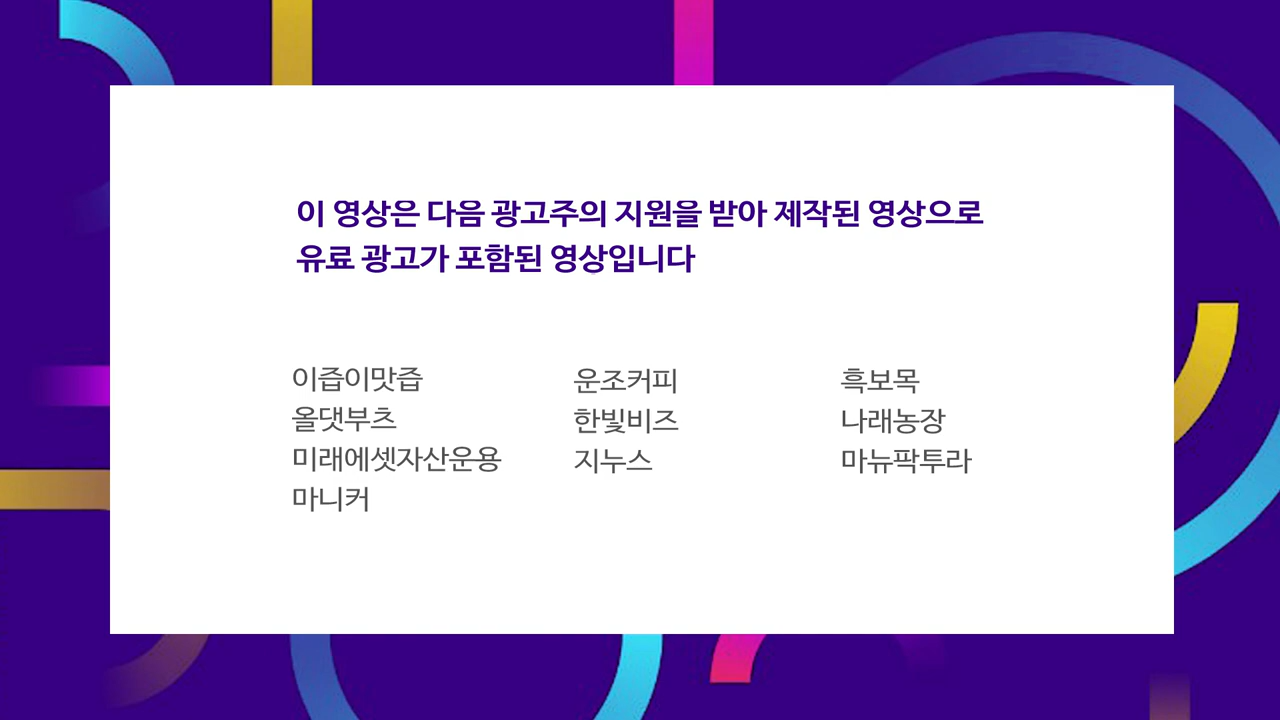 이 영상은 다음 광고주의 지원을 받아 제작된 영상으로
유료 광고가 포함된 영상입니다
이즙이맛즙
올댓부츠
미래에셋자산운용
마니커
운조커피
한빛비즈
지누스
흑보목
나래농장
마뉴팍투라